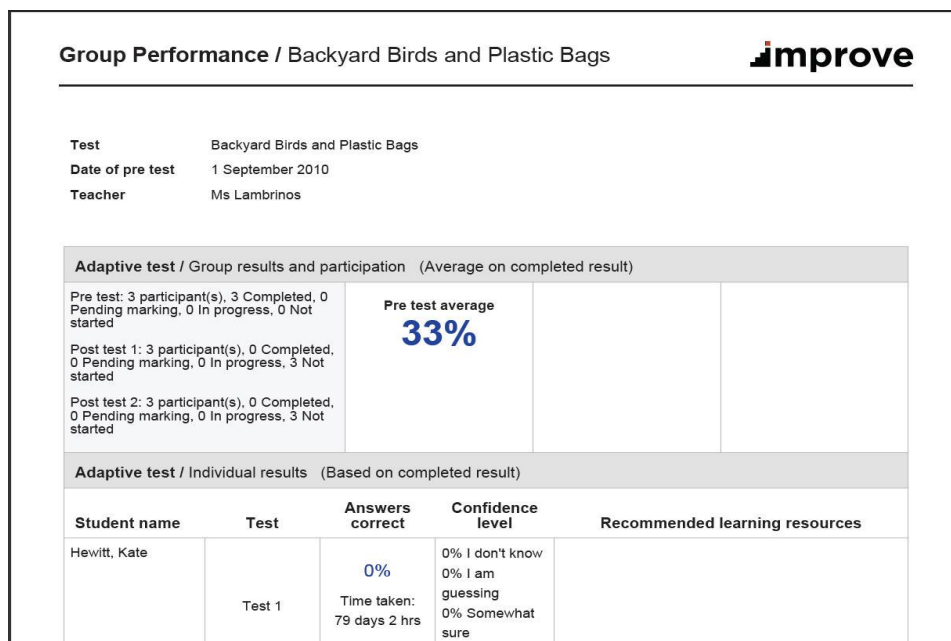 Group Performance / Backyard Birds and Plastic Bags
improve
Test Backyard Birds and Plastic Bags
Date of pre test 1 September 2010
Teacher Ms Lambrinos
Adaptive test / Group results and participation (Average on completed result)
Pre test: 3 participant(s), 3 Completed, 0
Pending marking, 0 In progress, 0 Not
started
Post test 1: 3 participant(s), 0 Completed,
0 Pending marking, 0 In progress, 3 Not
started
Post test 2: 3 participant(s), 0 Completed,
0 Pending marking, 0 In progress, 3 Not
started
Pre test average
33%
Adaptive test / Individual results (Based on completed result)
Student name
Test
Answers
correct
Confidence
level
Recommended learning resources
Hewitt, Kate
Test 1
0%
Time taken:
79 days 2 hrs
0% I don't know
0% I am
guessing
0% Somewhat
sure